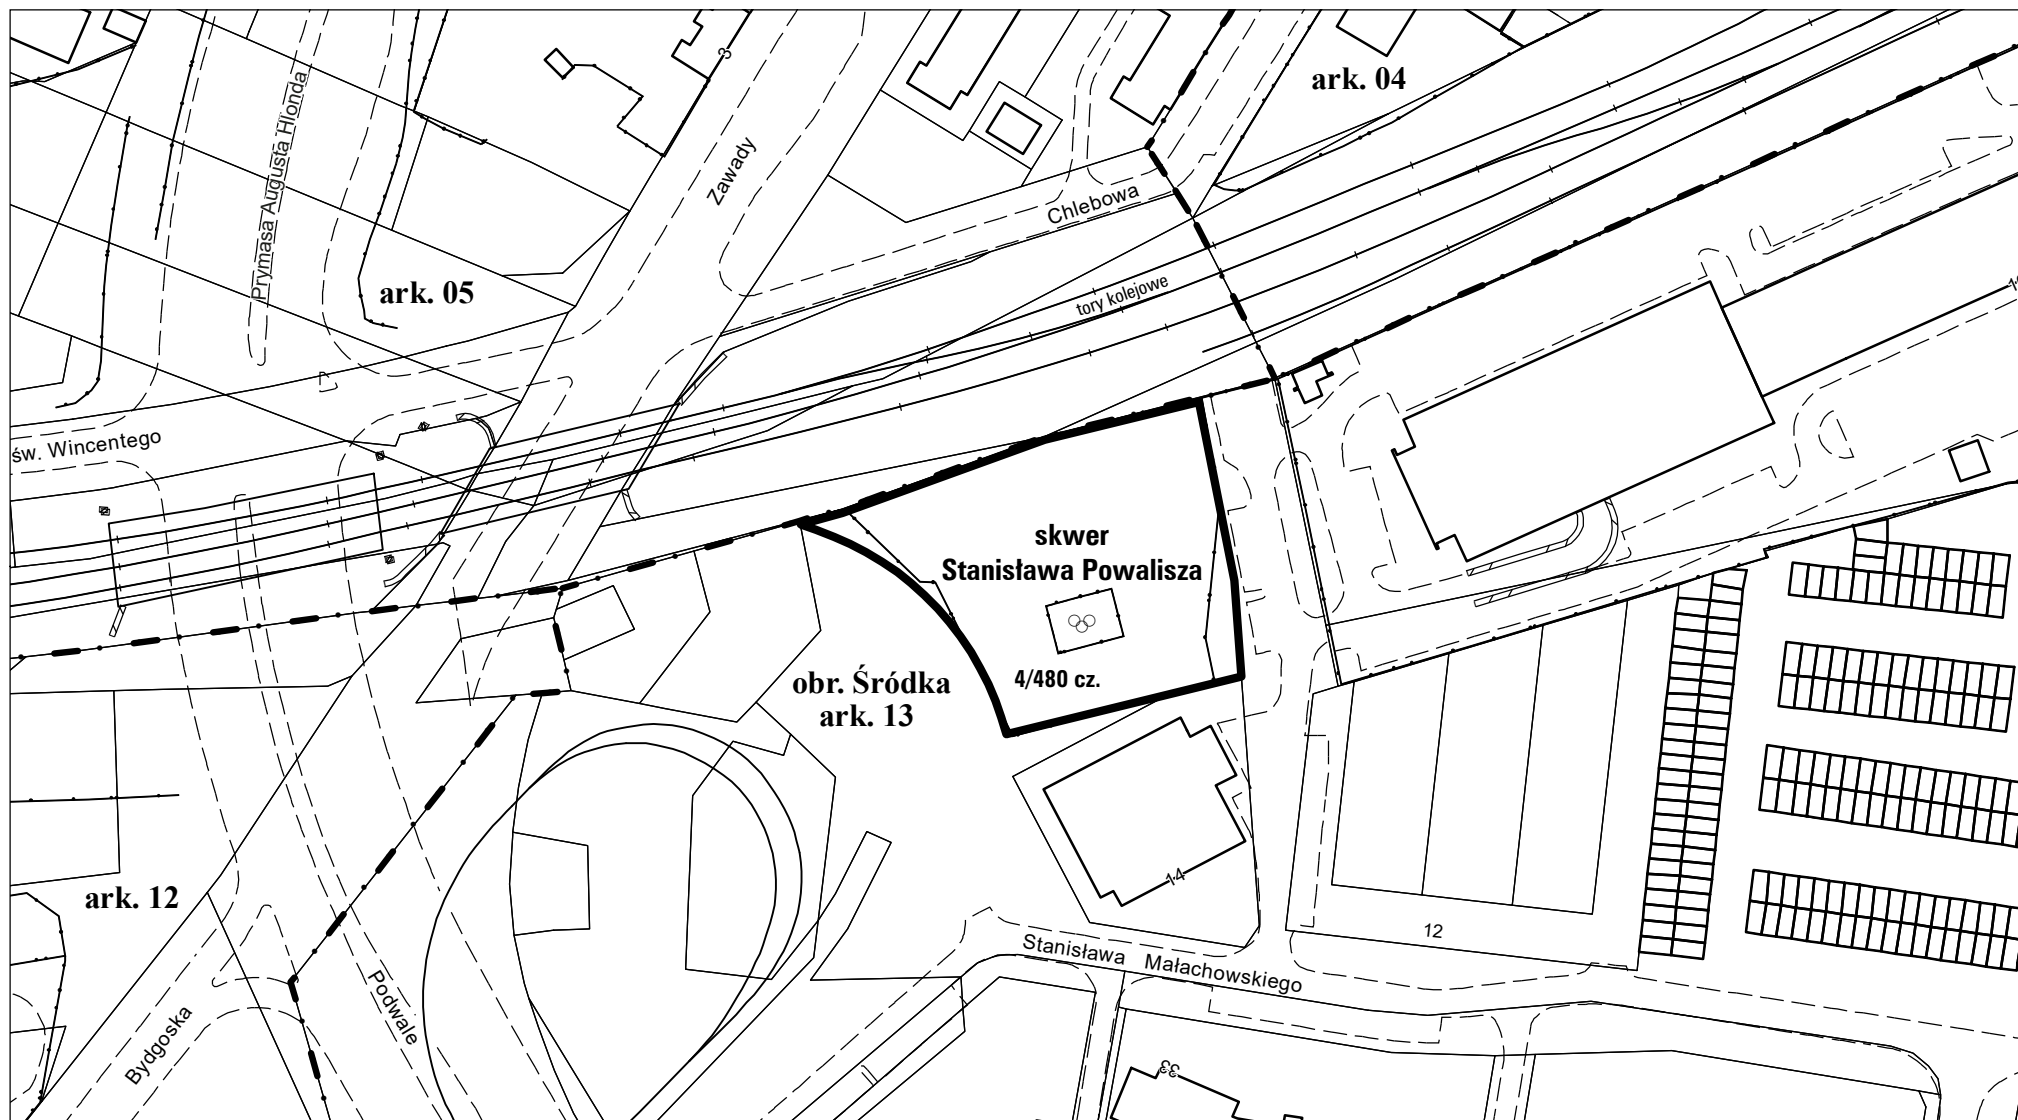 3
ark. 04
Prymasa Augusta Hlonda
Zawady
Chlebowa
ark. 05
tory kolejowe
św. Wincentego
skwer
Stanisława Powalisza
4/480 cz.
obr. Śródka
ark. 13
14
ark. 12
12
Stanisława Małachowskiego
Podwale
Bydgoska
33